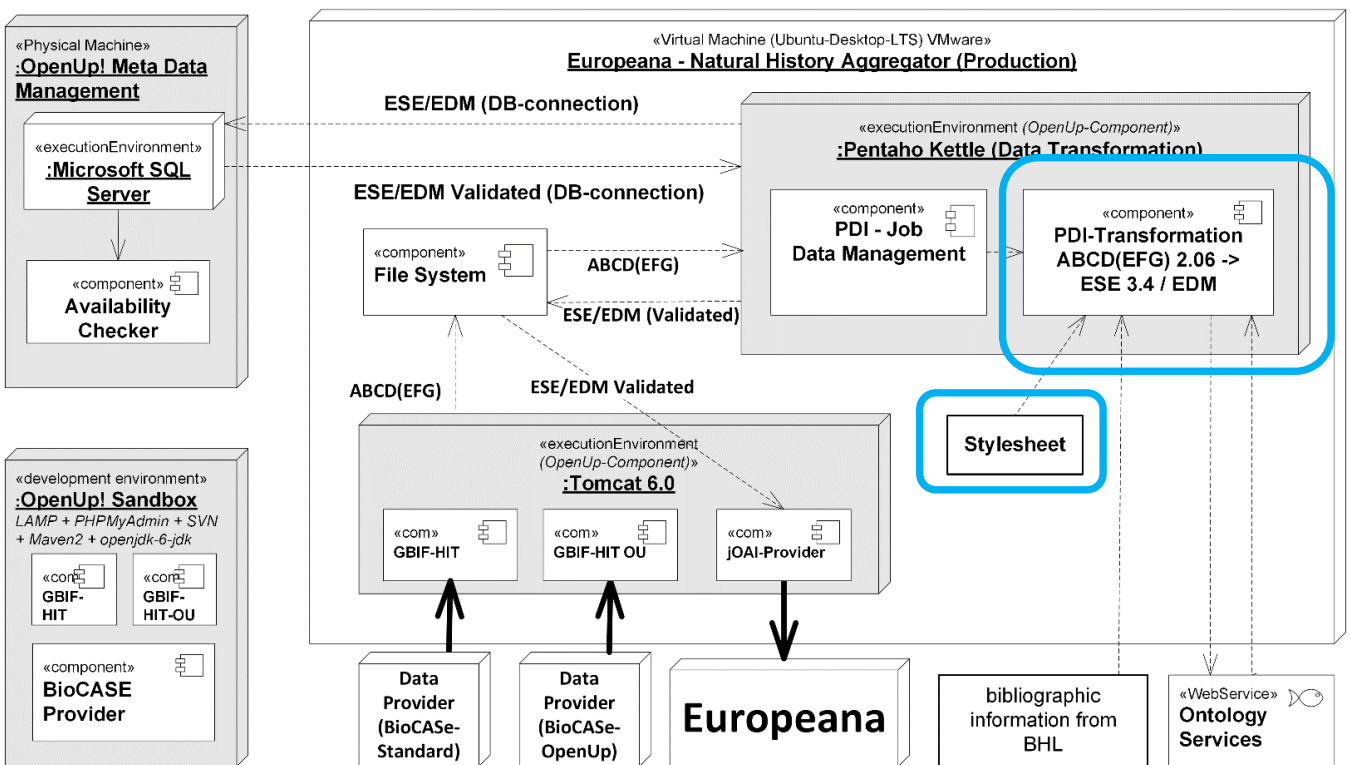 «Physical Machine»
:OpenUp! Meta Data
Management
«executionEnvironment»
:Microsoft SQL
Server
«component»
Availability
Checker
«development environment»
:OpenUp! Sandbox
LAMP + PHPMyAdmin + SVN
+ Maven2 + openjdk-6-jdk
«com
GBIF-
HIT
«com
GBIF-
HIT-OU
«component»
BioCASE
Provider
«Virtual Machine (Ubuntu-Desktop-LTS) VMware»
Europeana - Natural History Aggregator (Production)
ESE/EDM (DB-connection)
ESE/EDM Validated (DB-connection)
«executionEnvironment (OpenUp-Component)»
:Pentaho Kettle (Data Transformation)
«component»
PDI - Job
Data Management
«component»
PDI-Transformation
ABCD(EFG) 2.06 ->
ESE 3.4 / EDM
«component»
File System
ABCD(EFG)
ESE/EDM (Validated)
ABCD(EFG)
ESE/EDM Validated
Stylesheet
«executionEnvironment
(OpenUp-Component)»
:Tomcat 6.0
«com»
GBIF-HIT
«com»
GBIF-HIT OU
«com»
jOAI-Provider
Data
Provider
(BioCASe-
Standard)
Data
Provider
(BioCASe-
OpenUp)
Europeana
bibliographic
information from
BHL
«WebService»
Ontology
Services